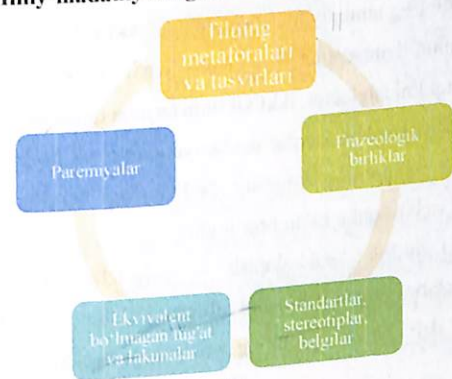 Tilning
metaforalari
va tasvirlari
Frazeologik
birliklar
Paremiyalar
Standartlar,
stereotiplar,
belgilar
Ekvivalent
bo'lmagan lug'at
va lakunalar